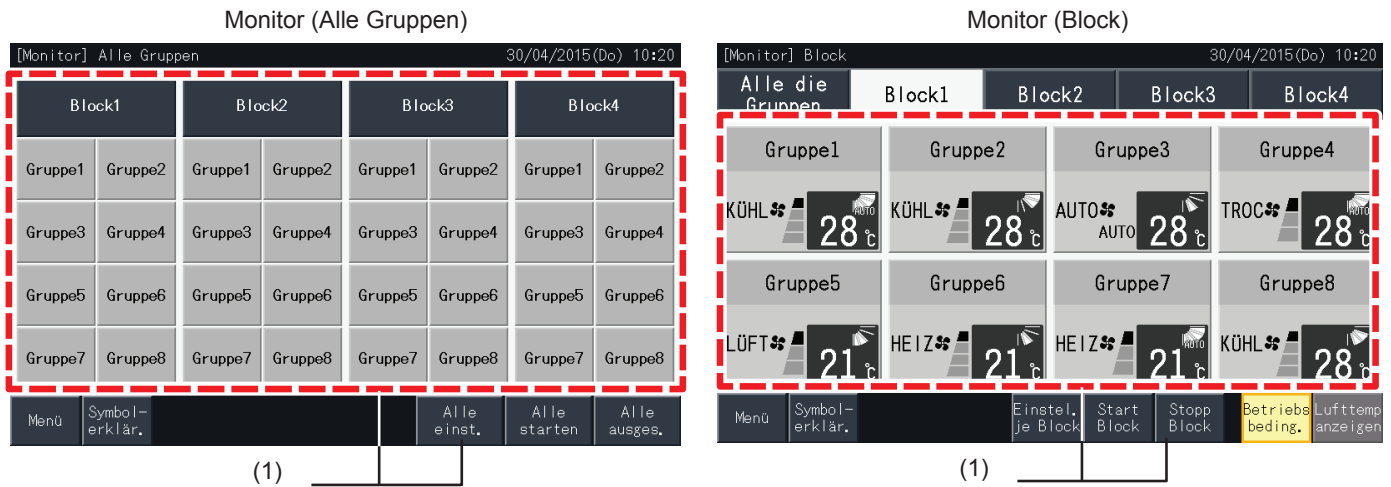 Monitor (Alle Gruppen)
[Monitor] Alle Gruppen 30/04/2015(Do) 10:20
Block1 Block2 Block3 Block4
Gruppe1 Gruppe2 Gruppe1 Gruppe2 Gruppe1 Gruppe2 Gruppe1 Gruppe2
Gruppe3 Gruppe4 Gruppe3 Gruppe4 Gruppe3 Gruppe4 Gruppe3 Gruppe4
Gruppe5 Gruppe6 Gruppe5 Gruppe6 Gruppe5 Gruppe6 Gruppe5 Gruppe6
Gruppe7 Gruppe8 Gruppe7 Gruppe8 Gruppe7 Gruppe8 Gruppe7 Gruppe8
Menü Symbol- Alle Alle Alle
erklär. einst. starten ausges.
(1)
Monitor (Block)
[Monitor] Block 30/04/2015(Do) 10:20
Alle die
Gruppen Block1 Block2 Block3 Block4
Gruppe1 Gruppe2 Gruppe3 Gruppe4
KÜHL AUTO KÜHL AUTO TROC AUTO
28°C 28°C AUTO 28°C 28°C
Gruppe5 Gruppe6 Gruppe7 Gruppe8
LÜFT HEIZ HEIZ AUTO KÜHL
21°C 21°C 21°C 28°C
Menü Symbol- Einstel. Start Stopp Betriebs Lufttemp
erklär. je Block Block Block beding. anzeigen
(1)